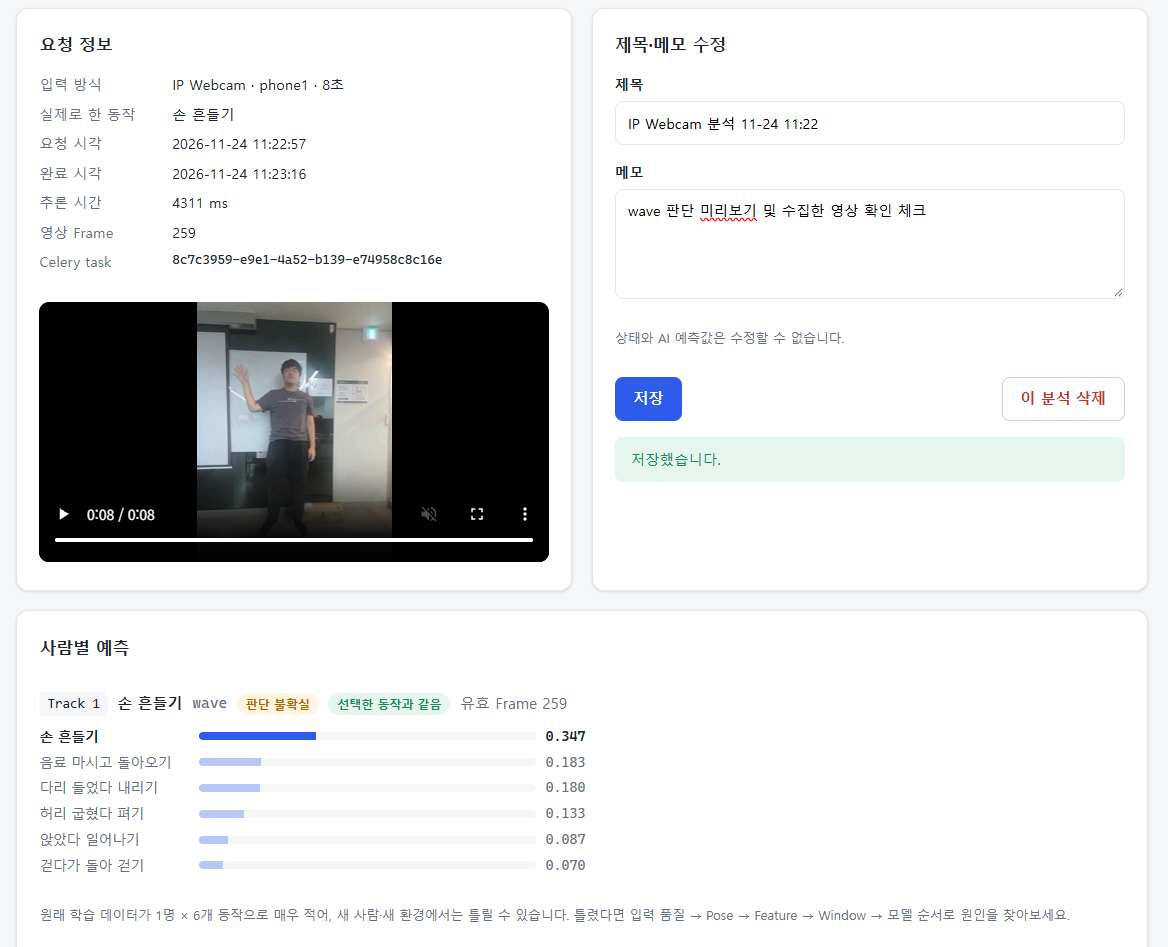 요청 정보
입력 방식 IP Webcam · phone1 · 8초
실제로 한 동작 손 흔들기
요청 시각 2026-11-24 11:22:57
완료 시각 2026-11-24 11:23:16
추론 시간 4311 ms
영상 Frame 259
Celery task 8c7c3959-e9e1-4a52-b139-e74958c8c16e
0:08 / 0:08
제목·메모 수정
제목
IP Webcam 분석 11-24 11:22
메모
wave 판단 미리보기 및 수집한 영상 확인 체크
상태와 AI 예측값은 수정할 수 없습니다.
저장 이 분석 삭제
저장했습니다.
사람별 예측
Track 1 손 흔들기 wave 판단 불확실 선택한 동작과 같음 유효 Frame 259
손 흔들기 0.347
음료 마시고 돌아오기 0.183
다리 들었다 내리기 0.180
허리 굽혔다 펴기 0.133
앉았다 일어나기 0.087
걷다가 돌아 걷기 0.070
원래 학습 데이터가 1명 × 6개 동작으로 매우 적어, 새 사람·새 환경에서는 틀릴 수 있습니다. 틀렸다면 입력 품질 → Pose → Feature → Window → 모델 순서로 원인을 찾아보세요.